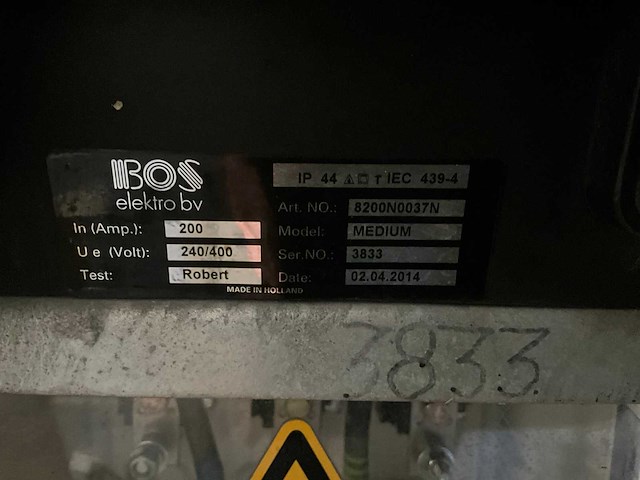 BOS
elektro bv
IP 44 IEC 439-4
Art. NO.: 8200N0037N
In (Amp.): 200
Model: MEDIUM
U e (Volt): 240/400
Ser.NO.: 3833
Test: Robert
Date: 02.04.2014
MADE IN HOLLAND
3833